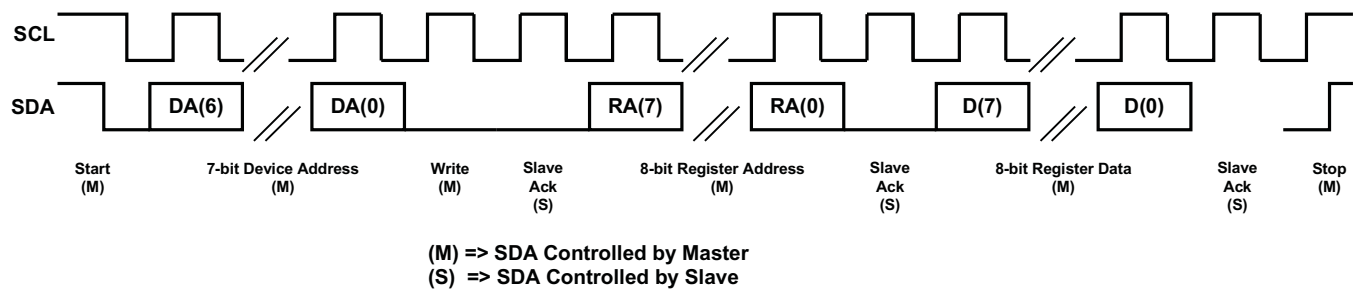 SCL
SDA DA(6) DA(0) RA(7) RA(0) D(7) D(0)
Start 7-bit Device Address Write Slave 8-bit Register Address Slave 8-bit Register Data Slave Stop
(M) (M) (M) Ack (M) Ack (M) Ack (M)
(S) (S) (S)
(M) => SDA Controlled by Master
(S) => SDA Controlled by Slave